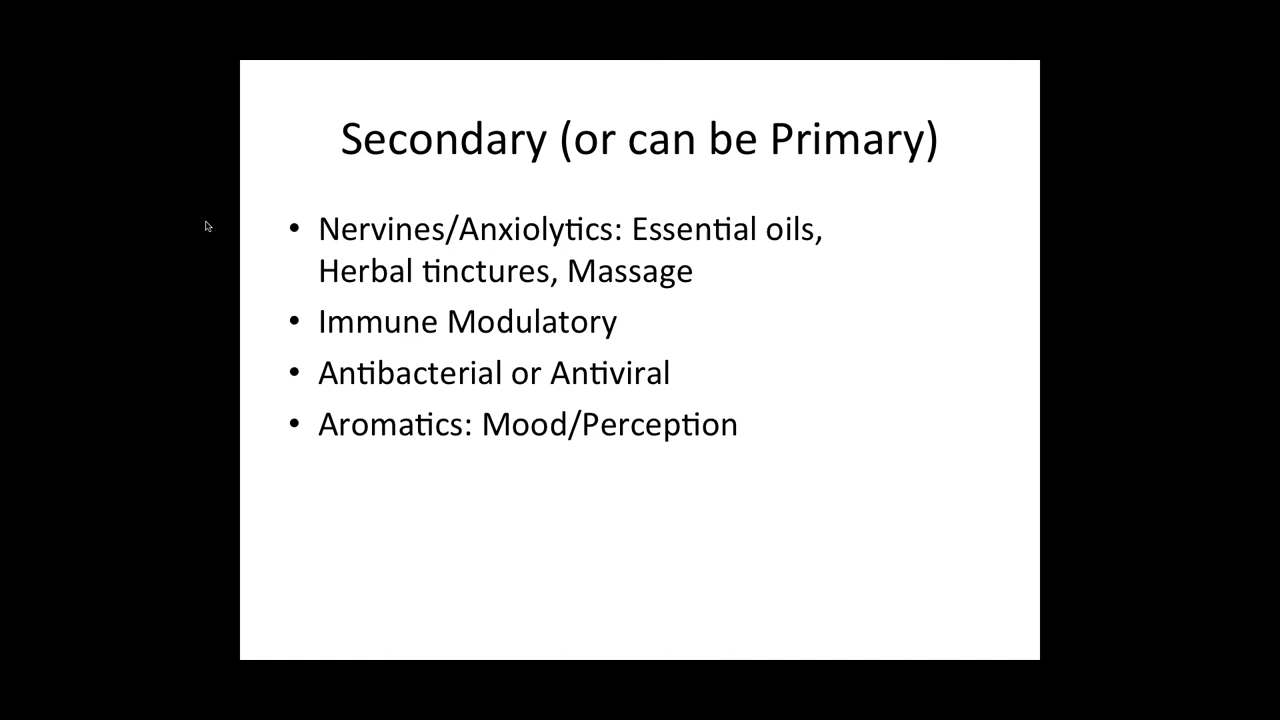 Secondary (or can be Primary)
• Nervines/Anxiolytics: Essential oils,
Herbal tinctures, Massage
• Immune Modulatory
• Antibacterial or Antiviral
• Aromatics: Mood/Perception